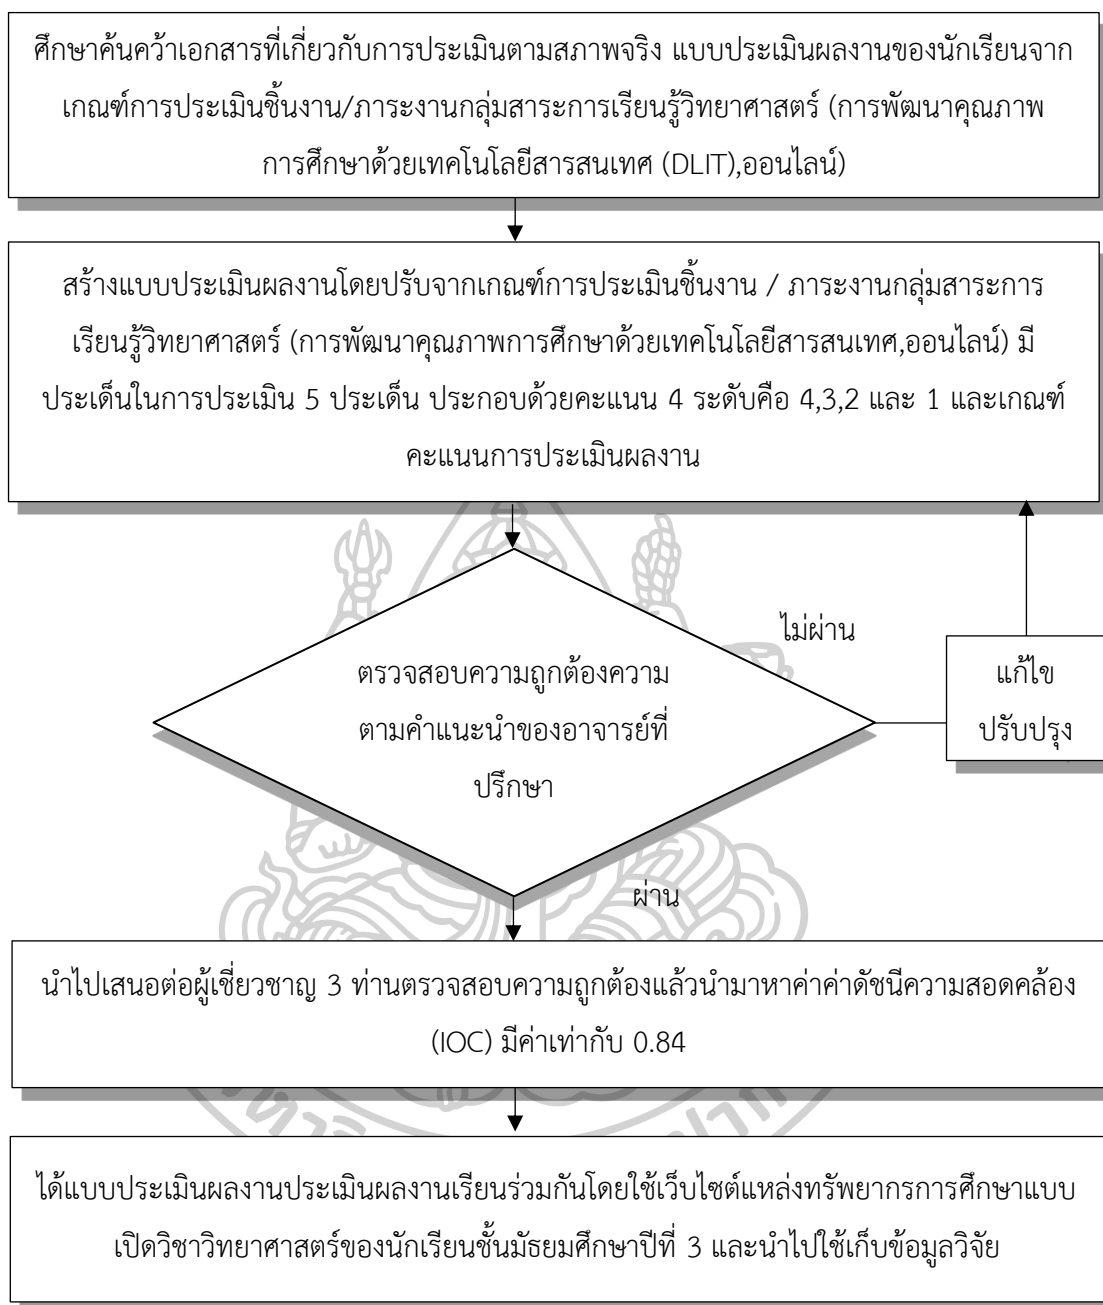 ศึกษาค้นคว้าเอกสารที่เกี่ยวกับการประเมินตามสภาพจริง แบบประเมินผลงานของนักเรียนจาก
เกณฑ์การประเมินชิ้นงาน/ภาระงานกลุ่มสาระการเรียนรู้วิทยาศาสตร์ (การพัฒนาคุณภาพ
การศึกษาด้วยเทคโนโลยีสารสนเทศ (DLIT),ออนไลน์)
สร้างแบบประเมินผลงานโดยปรับจากเกณฑ์การประเมินชิ้นงาน / ภาระงานกลุ่มสาระการ
เรียนรู้วิทยาศาสตร์ (การพัฒนาคุณภาพการศึกษาด้วยเทคโนโลยีสารสนเทศ,ออนไลน์) มี
ประเด็นในการประเมิน 5 ประเด็น ประกอบด้วยคะแนน 4 ระดับคือ 4,3,2 และ 1 และเกณฑ์
คะแนนการประเมินผลงาน
ไม่ผ่าน
แก้ไข
ปรับปรุง
ตรวจสอบความถูกต้องความ
ตามคำแนะนำของอาจารย์ที่
ปรึกษา
ผ่าน
นำไปเสนอต่อผู้เชี่ยวชาญ 3 ท่านตรวจสอบความถูกต้องแล้วนำมาหาค่าค่าดัชนีความสอดคล้อง
(IOC) มีค่าเท่ากับ 0.84
ได้แบบประเมินผลงานประเมินผลงานเรียนร่วมกันโดยใช้เว็บไซต์แหล่งทรัพยากรการศึกษาแบบ
เปิดวิชาวิทยาศาสตร์ของนักเรียนชั้นมัธยมศึกษาปีที่ 3 และนำไปใช้เก็บข้อมูลวิจัย